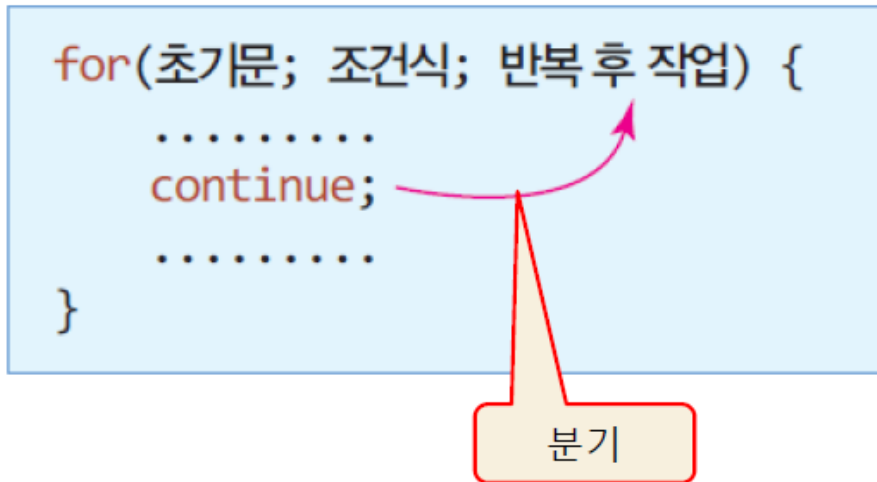 for(초기문; 조건식; 반복 후 작업) {
.........
continue;
.........
}
분기